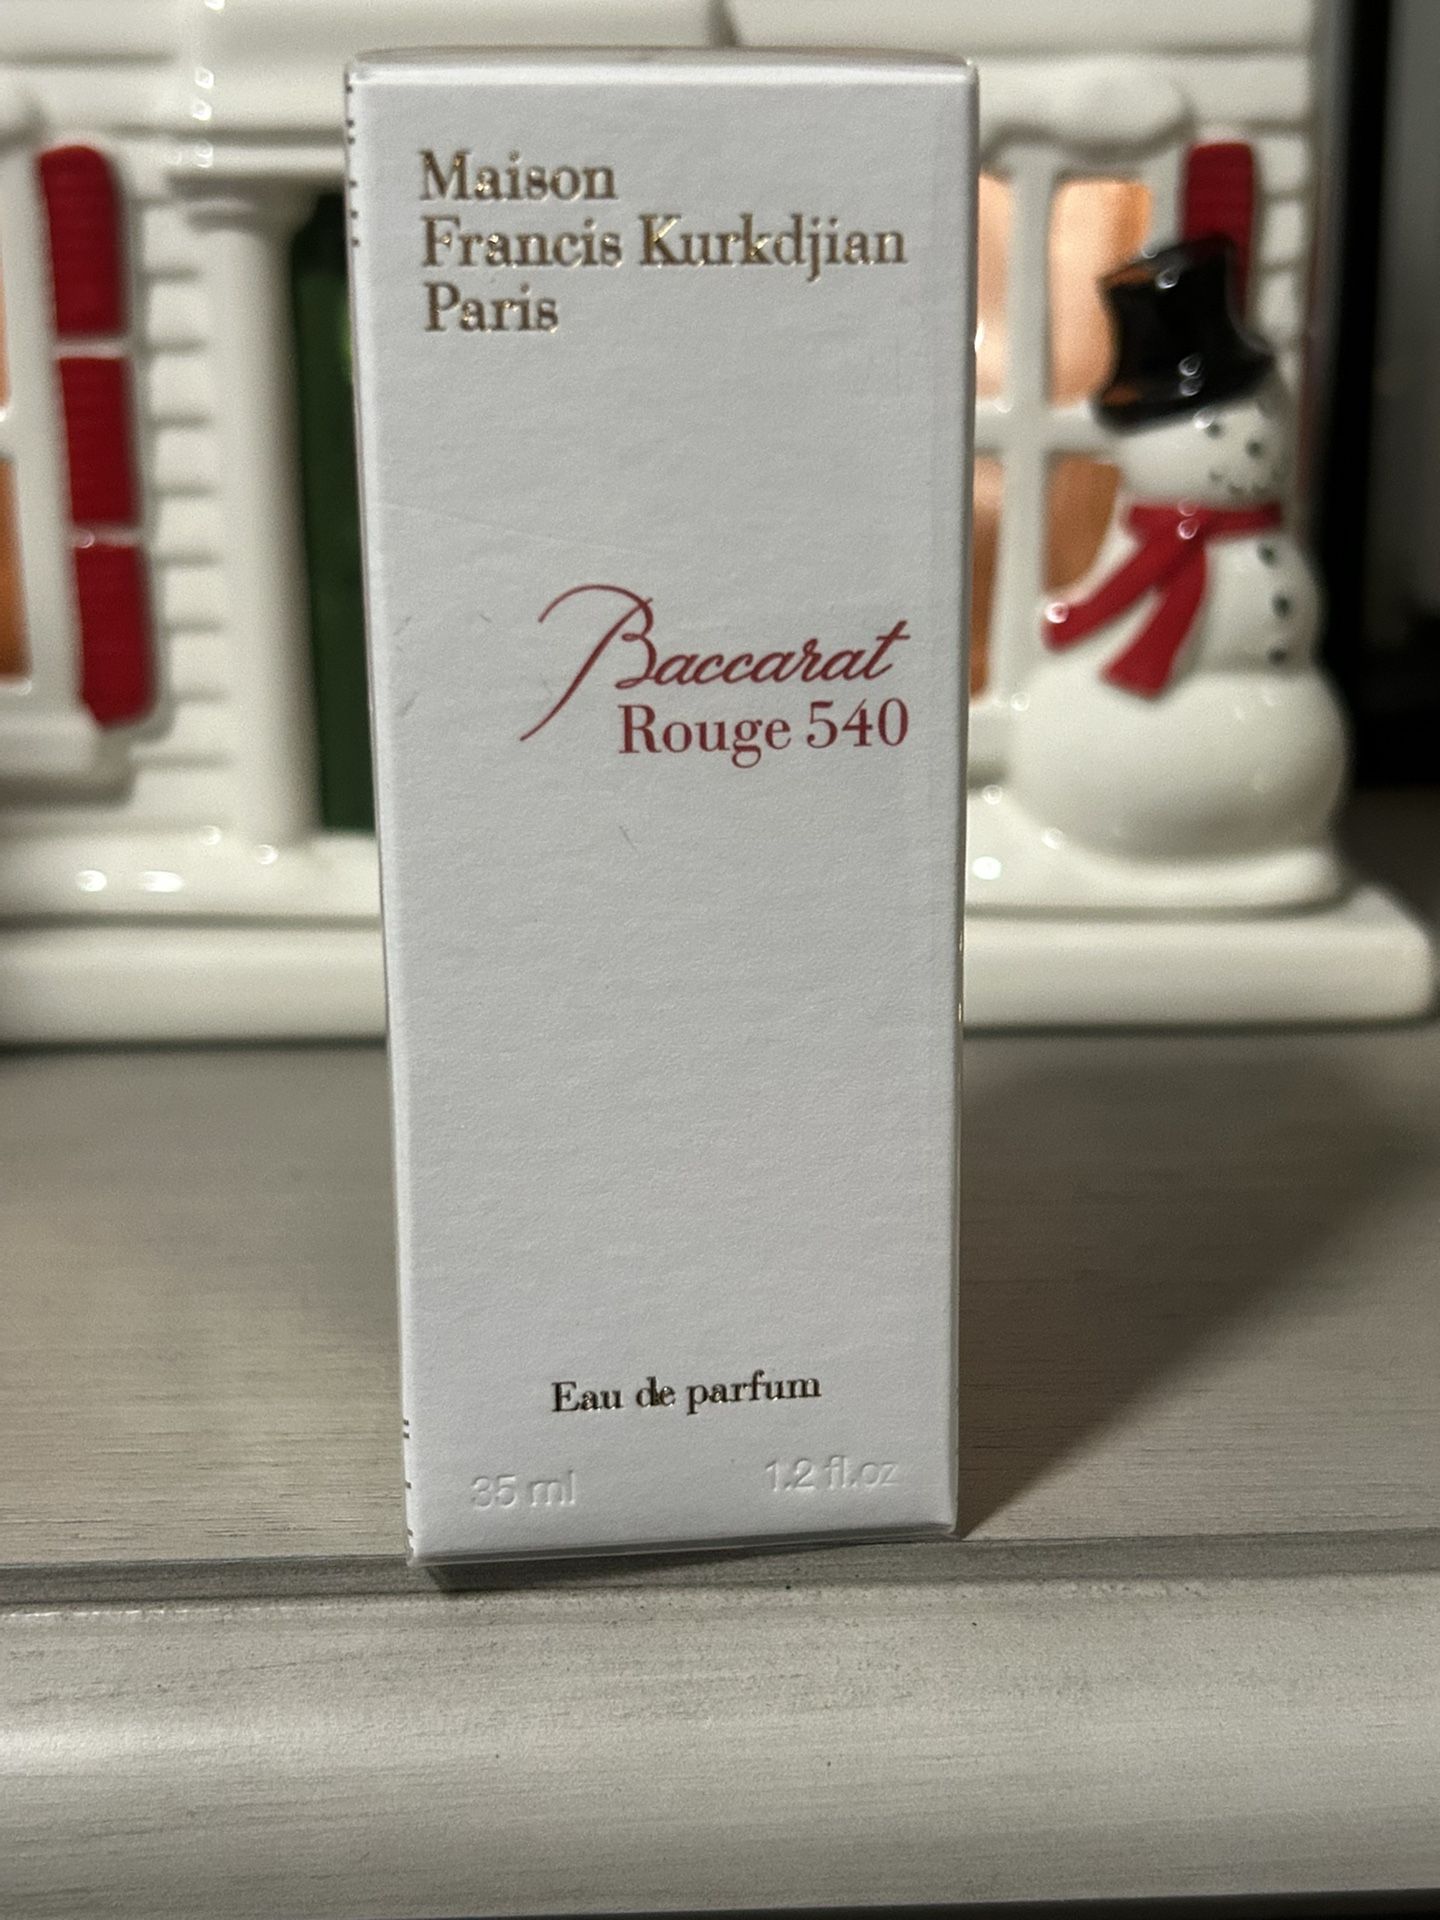 Maison
Francis Kurkdjian
Paris
Baccarat
Rouge 540
Eau de parfum
35 ml 1.2 fl.oz